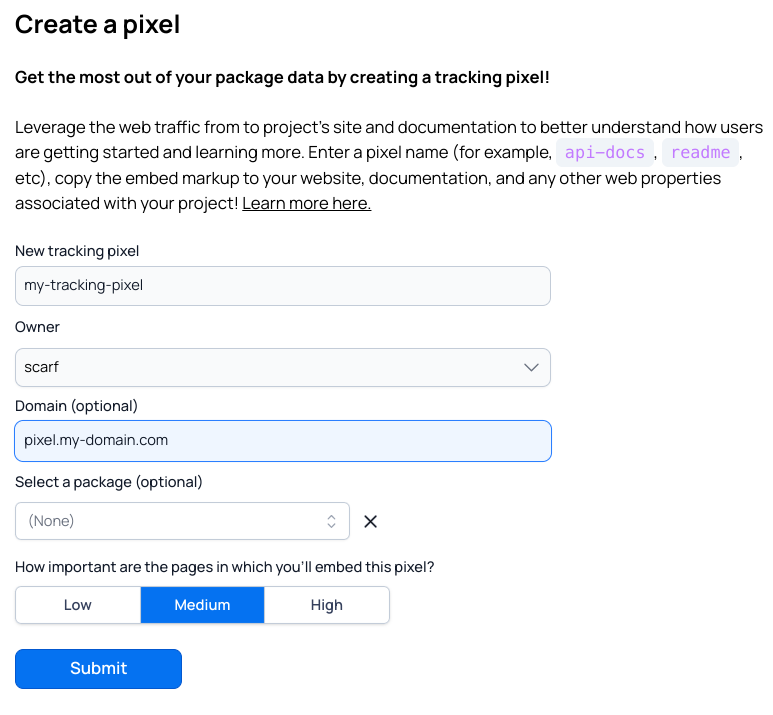 Create a pixel
Get the most out of your package data by creating a tracking pixel!
Leverage the web traffic from to project's site and documentation to better understand how users
are getting started and learning more. Enter a pixel name (for example, api-docs, readme,
etc), copy the embed markup to your website, documentation, and any other web properties
associated with your project! Learn more here.
New tracking pixel
my-tracking-pixel
Owner
scarf
Domain (optional)
pixel.my-domain.com
Select a package (optional)
(None)
How important are the pages in which you'll embed this pixel?
Low Medium High
Submit